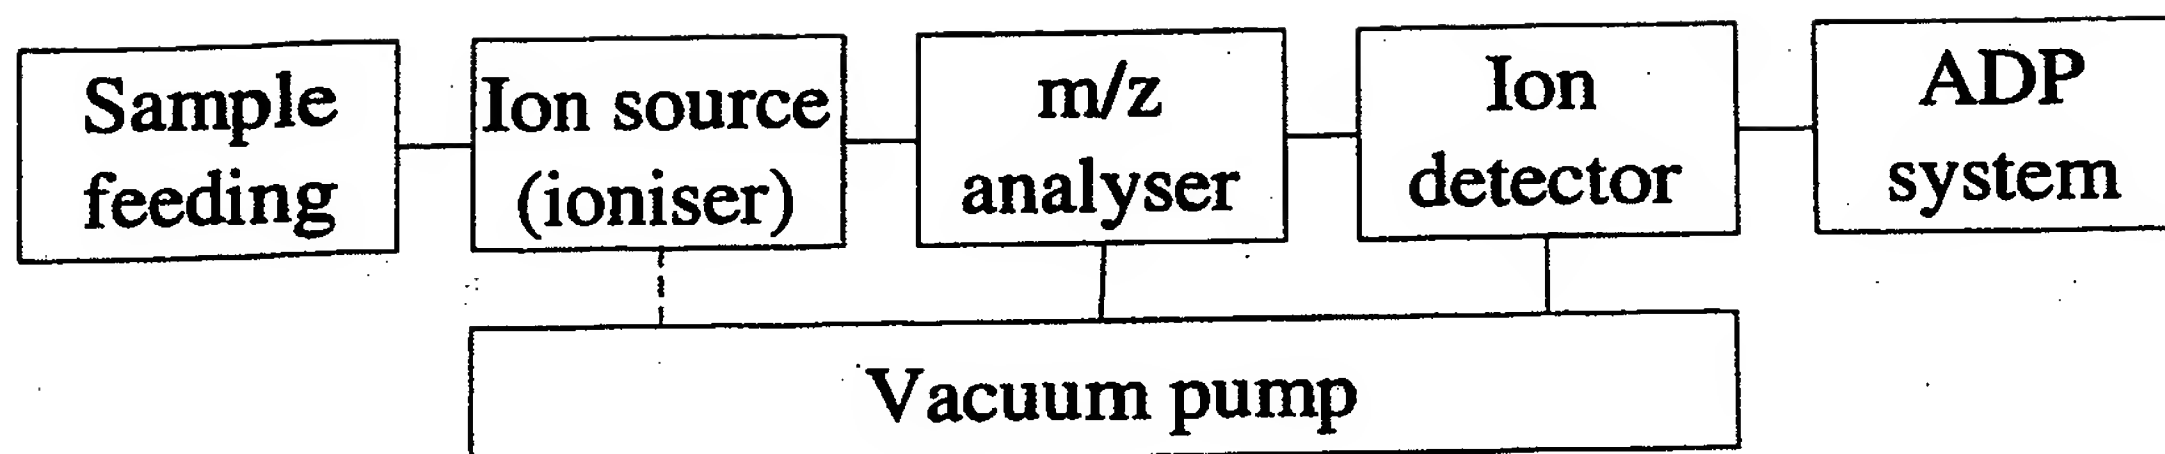 Sample
feeding
Ion source
(ioniser)
m/z
analyser
Ion
detector
ADP
system
Vacuum pump